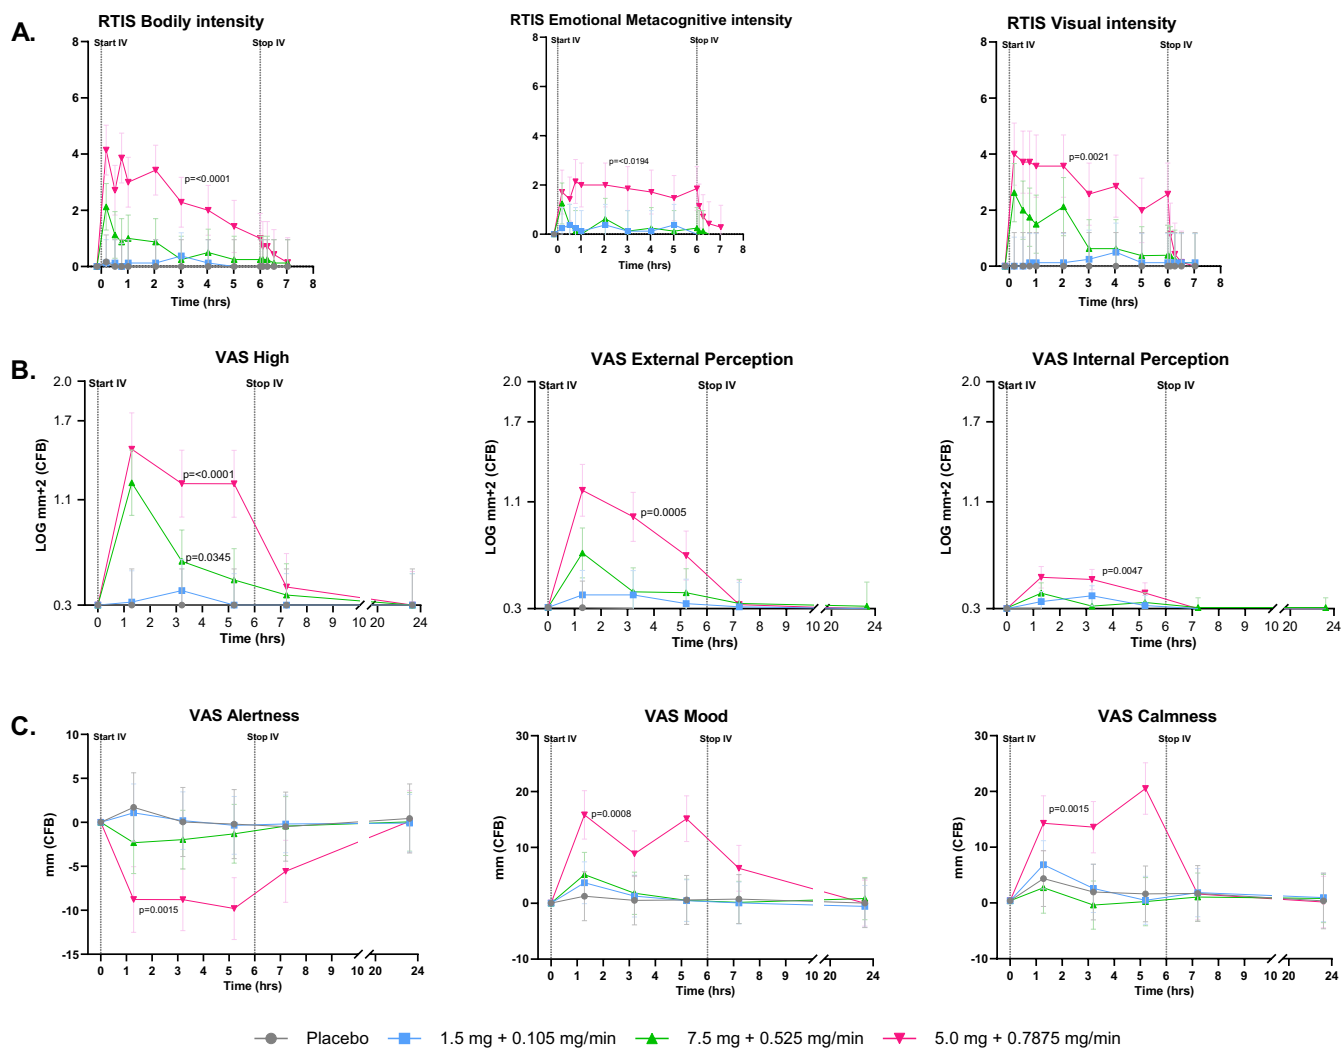 A.
RTIS Bodily intensity
Start IV
Stop IV
8
6
4
2
0
p=<0.0001
0 1 2 3 4 5 6 7 8
Time (hrs)
RTIS Emotional Metacognitive intensity
Start IV
Stop IV
8
6
4
2
0
p=<0.0194
0 1 2 3 4 5 6 7 8
Time (hrs)
RTIS Visual intensity
Start IV
Stop IV
8
6
4
2
0
p=0.0021
0 1 2 3 4 5 6 7 8
Time (hrs)
B.
VAS High
Start IV
Stop IV
LOG mm+2 (CFB)
2.0
1.7
1.1
0.3
p=<0.0001
p=0.0345
0 1 2 3 4 5 6 7 8 9 10 20 24
Time (hrs)
VAS External Perception
Start IV
Stop IV
LOG mm+2 (CFB)
2.0
1.7
1.1
0.3
p=0.0005
0 1 2 3 4 5 6 7 8 9 10 20 24
Time (hrs)
VAS Internal Perception
Start IV
Stop IV
LOG mm+2 (CFB)
2.0
1.7
1.1
0.3
p=0.0047
0 1 2 3 4 5 6 7 8 9 10 20 24
Time (hrs)
C.
VAS Alertness
Start IV
Stop IV
mm (CFB)
10
5
0
-5
-10
-15
p=0.0015
0 1 2 3 4 5 6 7 8 9 10 20 24
Time (hrs)
VAS Mood
Start IV
Stop IV
mm (CFB)
30
20
10
0
-10
p=0.0008
0 1 2 3 4 5 6 7 8 9 10 20 24
Time (hrs)
VAS Calmness
Start IV
Stop IV
mm (CFB)
30
20
10
0
-10
p=0.0015
0 1 2 3 4 5 6 7 8 9 10 20 24
Time (hrs)
Placebo 1.5 mg + 0.105 mg/min 7.5 mg + 0.525 mg/min 5.0 mg + 0.7875 mg/min